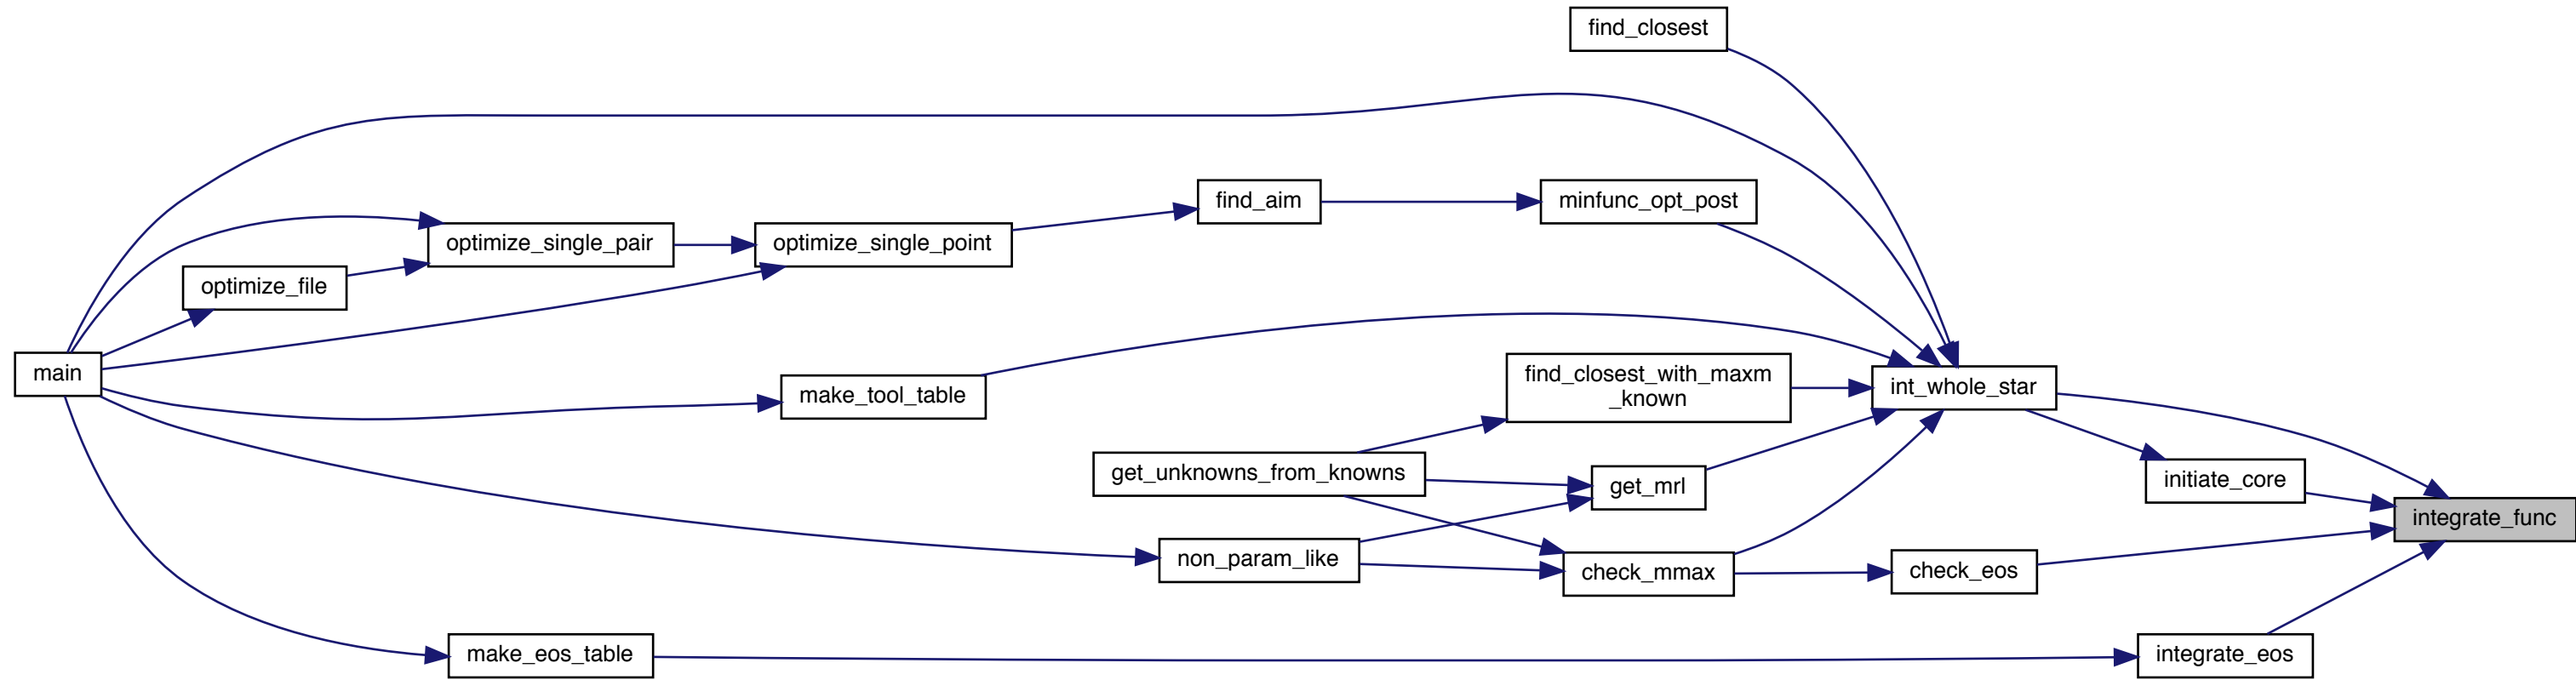 find_closest
find_aim
minfunc_opt_post
optimize_single_pair
optimize_single_point
optimize_file
main
make_tool_table
find_closest_with_maxm
_known
int_whole_star
get_unknowns_from_knowns
get_mrl
initiate_core
integrate_func
non_param_like
check_mmax
check_eos
make_eos_table
integrate_eos